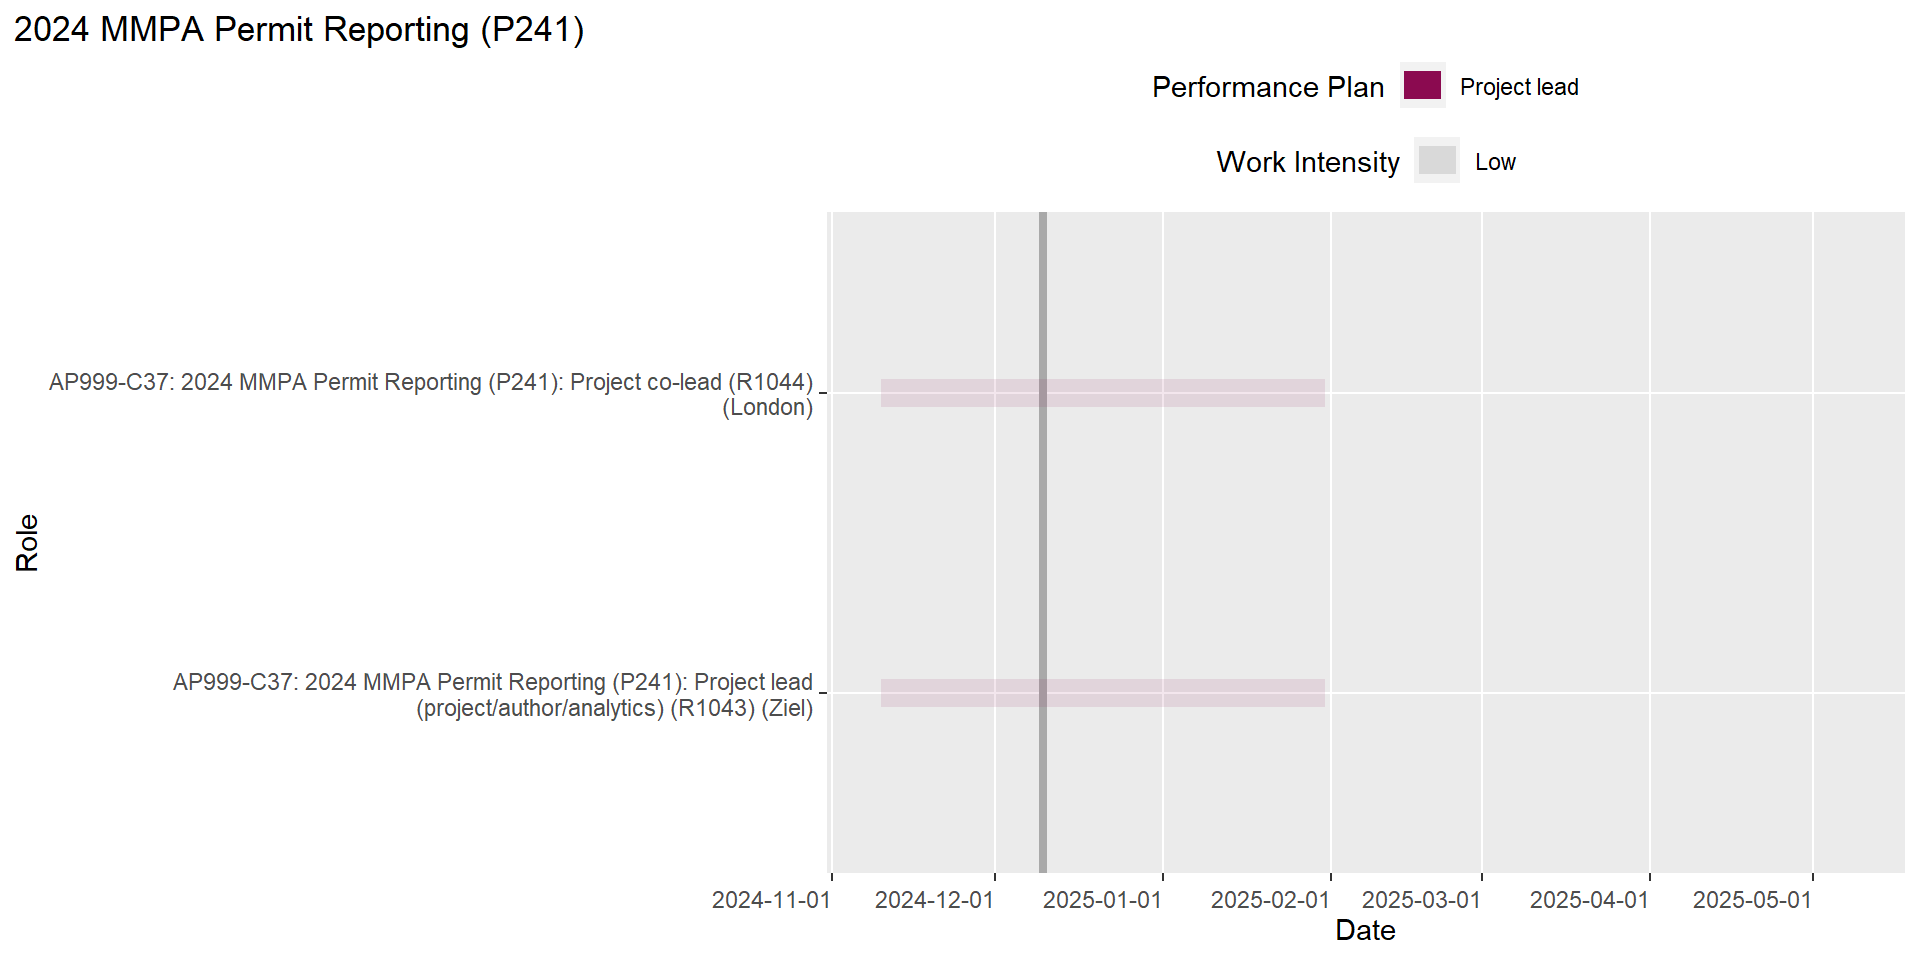 2024 MMPA Permit Reporting (P241)
Performance Plan Project lead
Work Intensity Low
AP999-C37: 2024 MMPA Permit Reporting (P241): Project co-lead (R1044)
(London)
Role
AP999-C37: 2024 MMPA Permit Reporting (P241): Project lead
(project/author/analytics) (R1043) (Ziel)
2024-11-01 2024-12-01 2025-01-01 2025-02-01 2025-03-01 2025-04-01 2025-05-01
Date